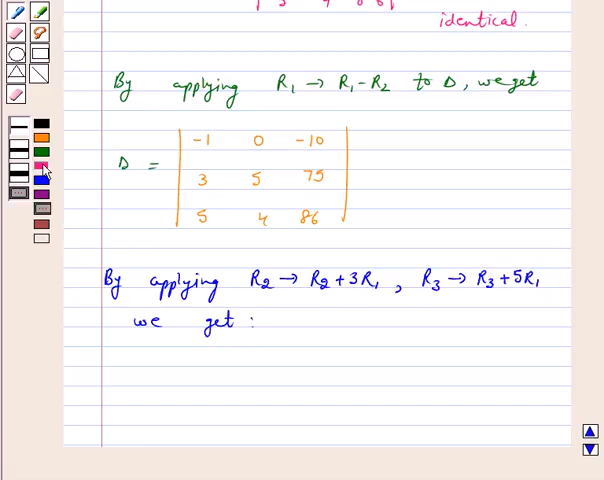 identical.
By applying R1 → R1 - R2 to D, we get
D = | -1 0 -10 |
| 3 5 75 |
| 5 4 86 |
By applying R2 → R2 + 3R1 , R3 → R3 + 5R1
we get :